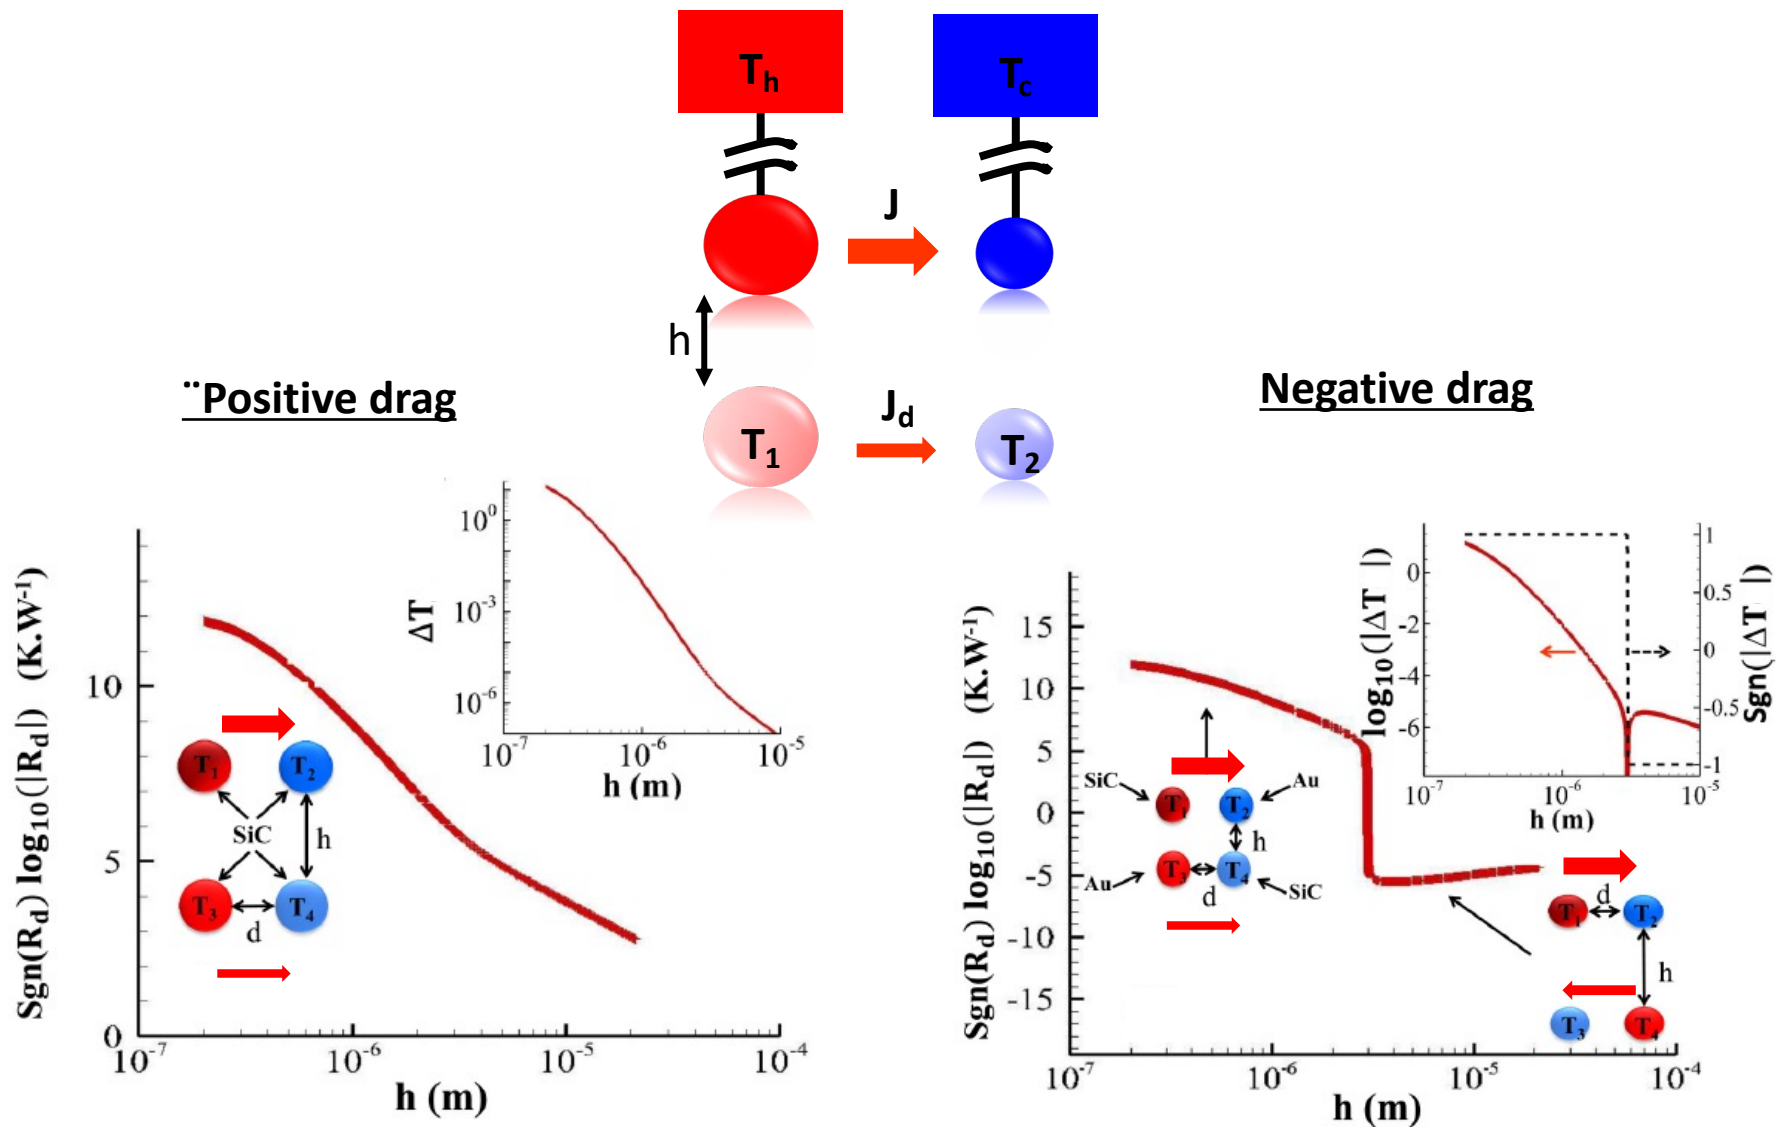 Th
Tc
J
h
¨Positive drag
Negative drag
T1
Jd
T2
Sgn(Rd) log10(|Rd|) (K.W-1)
10
5
0
10-7
10-6
10-5
10-4
h (m)
ΔT
100
10-3
10-6
10-7
10-6
10-5
h (m)
T1
T2
SiC
h
T3
T4
d
Sgn(Rd) log10(|Rd|) (K.W-1)
15
10
5
0
-5
-10
-15
10-7
10-6
10-5
10-4
h (m)
log10(|ΔT |)
0
-2
-4
-6
Sgn(|ΔT |)
1
0.5
0
-0.5
-1
10-7
10-6
10-5
h (m)
SiC
Au
T1
T2
h
T3
T4
d
Au
SiC
T1
d
T2
h
T3
T4